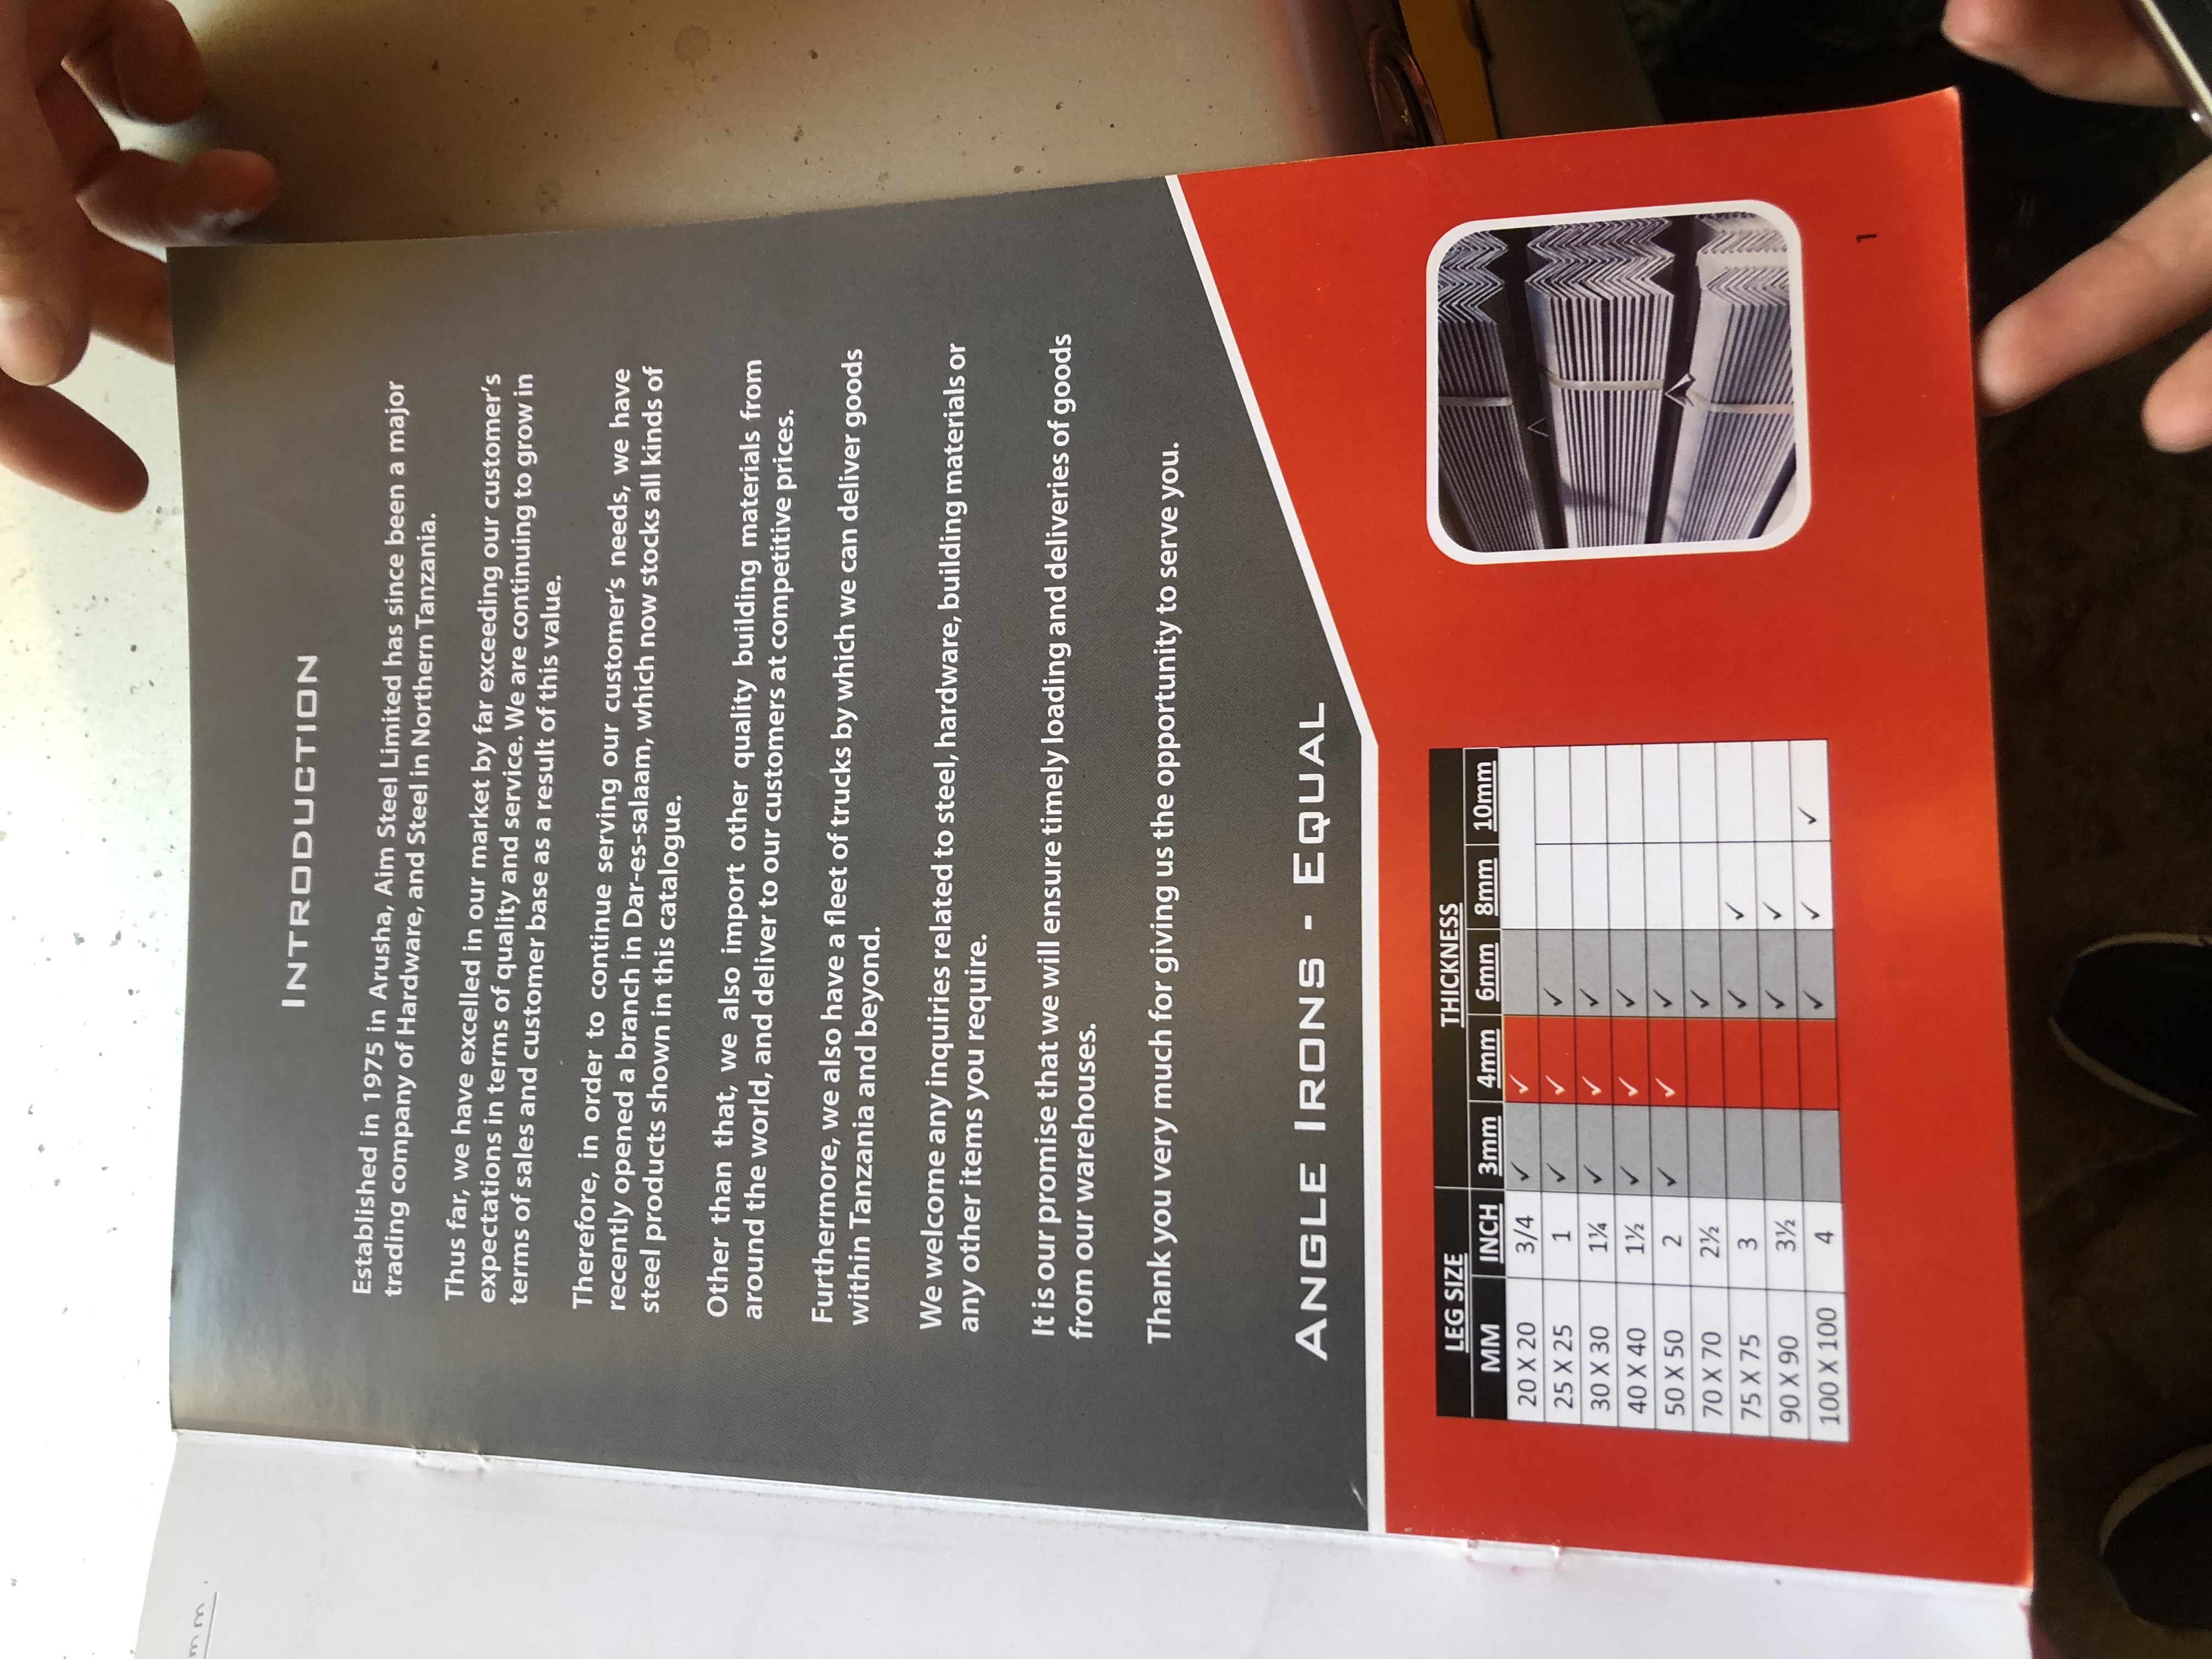 mm.
INTRODUCTION
Established in 1975 in Arusha, Aim Steel Limited has since been a major
trading company of Hardware, and Steel in Northern Tanzania.
Thus far, we have excelled in our market by far exceeding our customer's
expectations in terms of quality and service. We are continuing to grow in
terms of sales and customer base as a result of this value.
Therefore, in order to continue serving our customer's needs, we have
recently opened a branch in Dar-es-salaam, which now stocks all kinds of
steel products shown in this catalogue.
Other than that, we also import other quality building materials from
around the world, and deliver to our customers at competitive prices.
Furthermore, we also have a fleet of trucks by which we can deliver goods
within Tanzania and beyond.
We welcome any inquiries related to steel, hardware, building materials or
any other items you require.
It is our promise that we will ensure timely loading and deliveries of goods
from our warehouses.
Thank you very much for giving us the opportunity to serve you.
ANGLE IRONS - EQUAL
LEG SIZE THICKNESS
MM INCH 3mm 4mm 6mm 8mm 10mm
20 X 20 3/4 ✓ ✓
25 X 25 1 ✓ ✓ ✓
30 X 30 1¼ ✓ ✓ ✓
40 X 40 1½ ✓ ✓ ✓
50 X 50 2 ✓ ✓ ✓
70 X 70 2½ ✓
75 X 75 3 ✓ ✓
90 X 90 3½ ✓ ✓
100 X 100 4 ✓ ✓ ✓
1